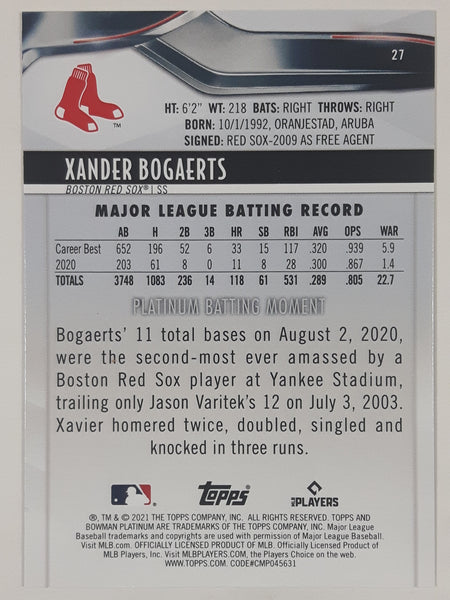 27
HT: 6'2" WT: 218 BATS: RIGHT THROWS: RIGHT
BORN: 10/1/1992, ORANJESTAD, ARUBA
SIGNED: RED SOX-2009 AS FREE AGENT
TM
XANDER BOGAERTS
BOSTON RED SOX® | SS
MAJOR LEAGUE BATTING RECORD
AB H 2B 3B HR SB RBI AVG OPS WAR
Career Best 652 196 52 6 33 15 117 .320 .939 5.9
2020 203 61 8 0 11 8 28 .300 .867 1.4
TOTALS 3748 1083 236 14 118 61 531 .289 .805 22.7
PLATINUM BATTING MOMENT
Bogaerts' 11 total bases on August 2, 2020,
were the second-most ever amassed by a
Boston Red Sox player at Yankee Stadium,
trailing only Jason Varitek's 12 on July 3, 2003.
Xavier homered twice, doubled, singled and
knocked in three runs.
topps
MLB PLAYERS
®, TM & © 2021 THE TOPPS COMPANY, INC. ALL RIGHTS RESERVED. TOPPS AND
BOWMAN PLATINUM ARE TRADEMARKS OF THE TOPPS COMPANY, INC. Major League
Baseball trademarks and copyrights are used with permission of Major League Baseball.
Visit MLB.com. OFFICIALLY LICENSED PRODUCT OF MLB. Officially Licensed Product of
MLB Players, Inc. Visit MLBPLAYERS.com, the Players Choice on the web.
WWW.TOPPS.COM. CODE#CMP045631